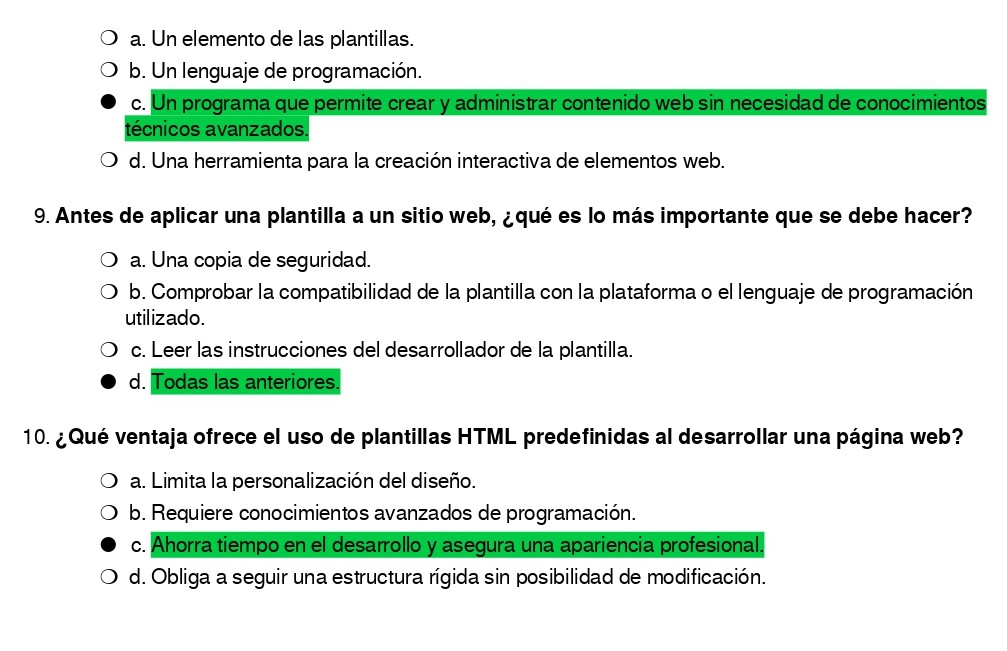 a. Un elemento de las plantillas.
b. Un lenguaje de programación.
c. Un programa que permite crear y administrar contenido web sin necesidad de conocimientos
técnicos avanzados.
d. Una herramienta para la creación interactiva de elementos web.
9. Antes de aplicar una plantilla a un sitio web, ¿qué es lo más importante que se debe hacer?
a. Una copia de seguridad.
b. Comprobar la compatibilidad de la plantilla con la plataforma o el lenguaje de programación
utilizado.
c. Leer las instrucciones del desarrollador de la plantilla.
d. Todas las anteriores.
10. ¿Qué ventaja ofrece el uso de plantillas HTML predefinidas al desarrollar una página web?
a. Limita la personalización del diseño.
b. Requiere conocimientos avanzados de programación.
c. Ahorra tiempo en el desarrollo y asegura una apariencia profesional.
d. Obliga a seguir una estructura rígida sin posibilidad de modificación.